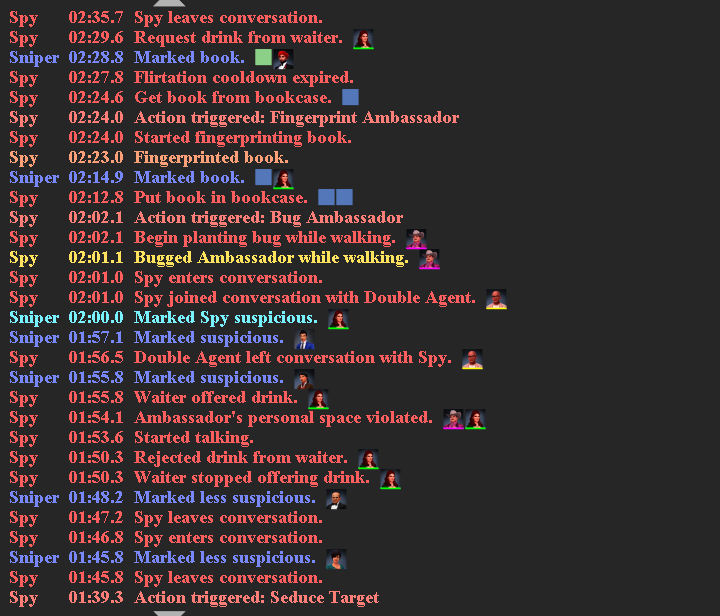 Spy 02:35.7 Spy leaves conversation.
Spy 02:29.6 Request drink from waiter.
Sniper 02:28.8 Marked book.
Spy 02:27.8 Flirtation cooldown expired.
Spy 02:24.6 Get book from bookcase.
Spy 02:24.0 Action triggered: Fingerprint Ambassador
Spy 02:24.0 Started fingerprinting book.
Spy 02:23.0 Fingerprinted book.
Sniper 02:14.9 Marked book.
Spy 02:12.8 Put book in bookcase.
Spy 02:02.1 Action triggered: Bug Ambassador
Spy 02:02.1 Begin planting bug while walking.
Spy 02:01.1 Bugged Ambassador while walking.
Spy 02:01.0 Spy enters conversation.
Spy 02:01.0 Spy joined conversation with Double Agent.
Sniper 02:00.0 Marked Spy suspicious.
Sniper 01:57.1 Marked suspicious.
Spy 01:56.5 Double Agent left conversation with Spy.
Sniper 01:55.8 Marked suspicious.
Spy 01:55.8 Waiter offered drink.
Spy 01:54.1 Ambassador's personal space violated.
Spy 01:53.6 Started talking.
Spy 01:50.3 Rejected drink from waiter.
Spy 01:50.3 Waiter stopped offering drink.
Sniper 01:48.2 Marked less suspicious.
Spy 01:47.2 Spy leaves conversation.
Spy 01:46.8 Spy enters conversation.
Sniper 01:45.8 Marked less suspicious.
Spy 01:45.8 Spy leaves conversation.
Spy 01:39.3 Action triggered: Seduce Target